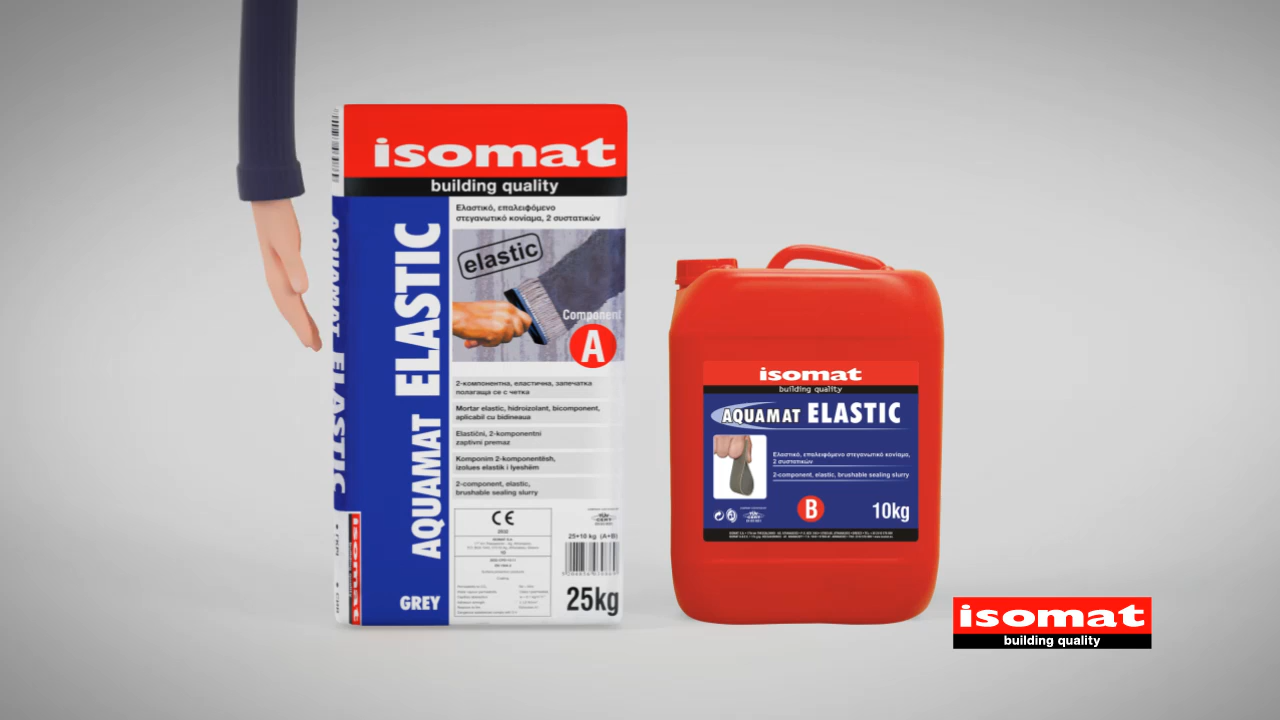 isomat
building quality
Ελαστικό, επαλειφόμενο
στεγανωτικό κονίαμα, 2 συστατικών
elastic
Component
A
AQUAMAT ELASTIC
AQUAMAT ELASTIC
2-компонентна, еластична, запечатка
полагаща се с четка
Mortar elastic, hidroizolant, bicomponent,
aplicabil cu bidineaua
Elastični, 2-komponentni
zaptivni premaz
Komponim 2-komponentësh,
izolues elastik i lyeshëm
2-component, elastic,
brushable sealing slurry
CE
25+10 kg (A+B)
GREY
25kg
isomat
isomat
building quality
AQUAMAT ELASTIC
Ελαστικό, επαλειφόμενο στεγανωτικό κονίαμα,
2 συστατικών
2-component, elastic, brushable sealing slurry
B
10kg
isomat
building quality